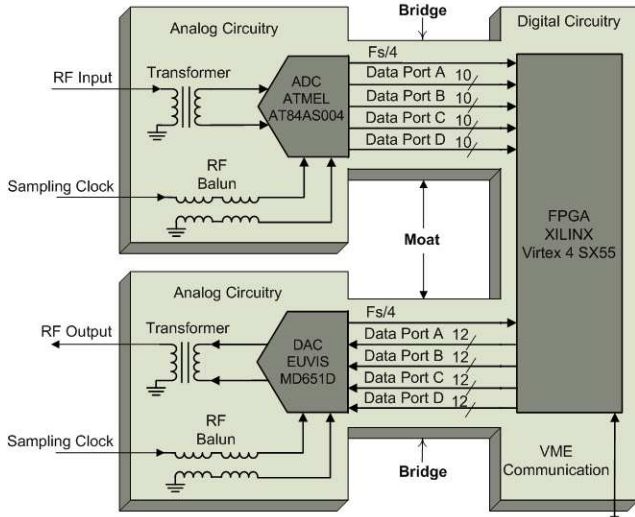 Analog Circuitry
Bridge
Digital Circuitry
RF Input
Transformer
ADC
ATMEL
AT84AS004
Fs/4
Data Port A 10
Data Port B 10
Data Port C 10
Data Port D 10
RF
Balun
Sampling Clock
Moat
FPGA
XILINX
Virtex 4 SX55
Analog Circuitry
RF Output
Transformer
DAC
EUVIS
MD651D
Fs/4
Data Port A 12
Data Port B 12
Data Port C 12
Data Port D 12
RF
Balun
Sampling Clock
Bridge
VME
Communication